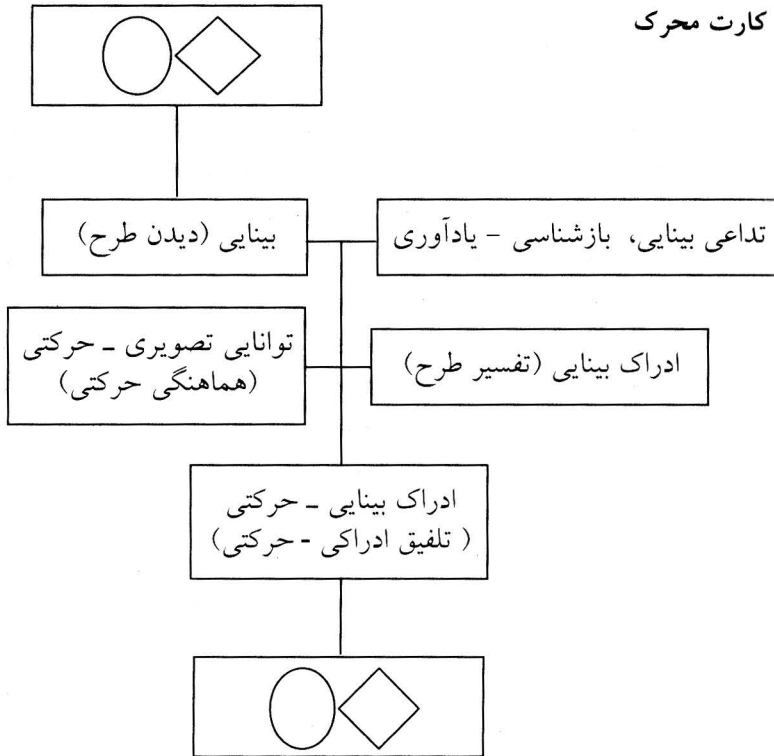 کارت محرک
تداعی بینایی، بازشناسی - یادآوری
بینایی (دیدن طرح)
توانایی تصویری ـ حرکتی
(هماهنگی حرکتی)
ادراک بینایی (تفسیر طرح)
ادراک بینایی ـ حرکتی
( تلفیق ادراکی - حرکتی)